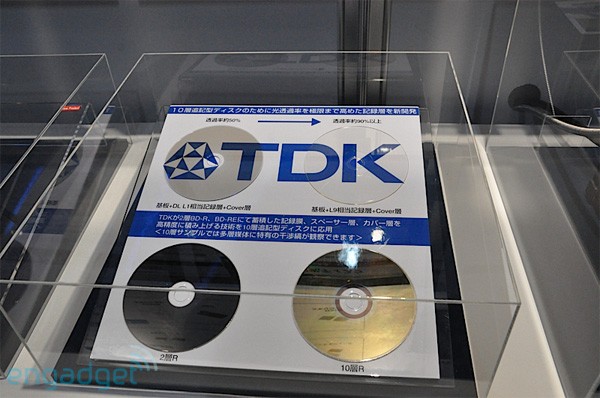 10層追記型ディスクのために光透過率を極限まで高めた記録層を新開発
透過率約50% 透過率約90%以上
TDK
基板+DL L1相当記録層+Cover層 基板+L9相当記録層+Cover層
TDKが2層BD-R、BD-REにて蓄積した記録膜、スペーサー層、カバー層を
高精度に積み上げる技術を10層追記型ディスクに応用
<10層サンプルでは多層媒体に特有の干渉縞が観察できます>
2層R 10層R
engadget